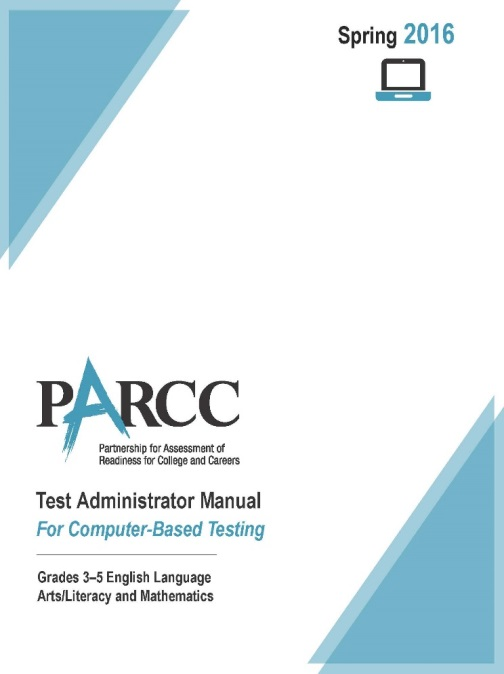 Spring 2016
PARCC
Partnership for Assessment of
Readiness for College and Careers
Test Administrator Manual
For Computer-Based Testing
Grades 3–5 English Language
Arts/Literacy and Mathematics